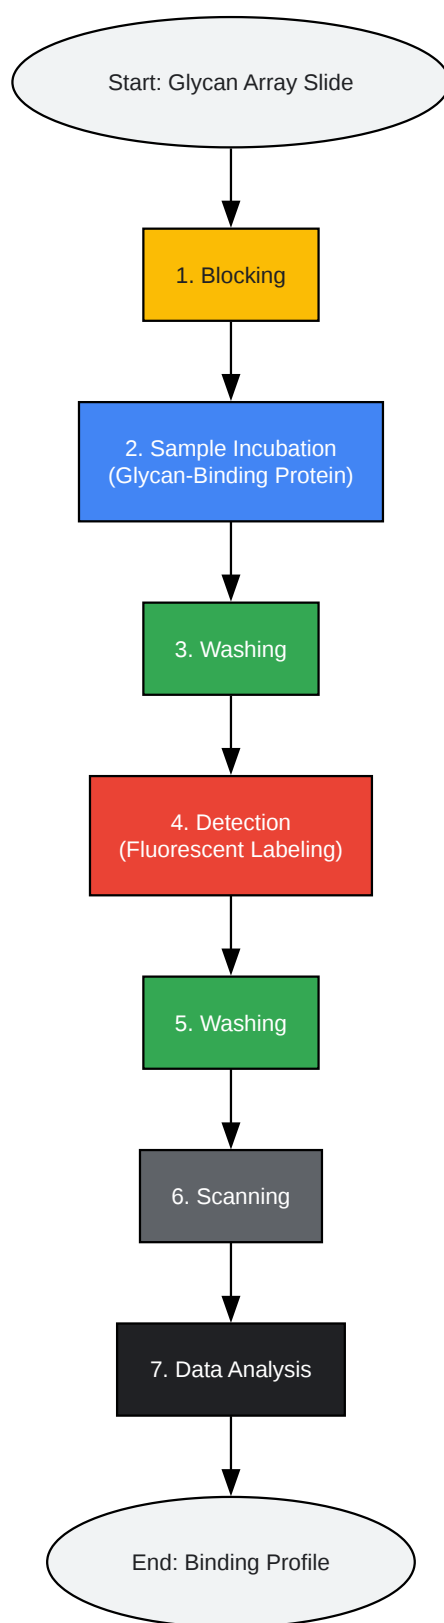 Start: Glycan Array Slide
1. Blocking
2. Sample Incubation
(Glycan-Binding Protein)
3. Washing
4. Detection
(Fluorescent Labeling)
5. Washing
6. Scanning
7. Data Analysis
End: Binding Profile